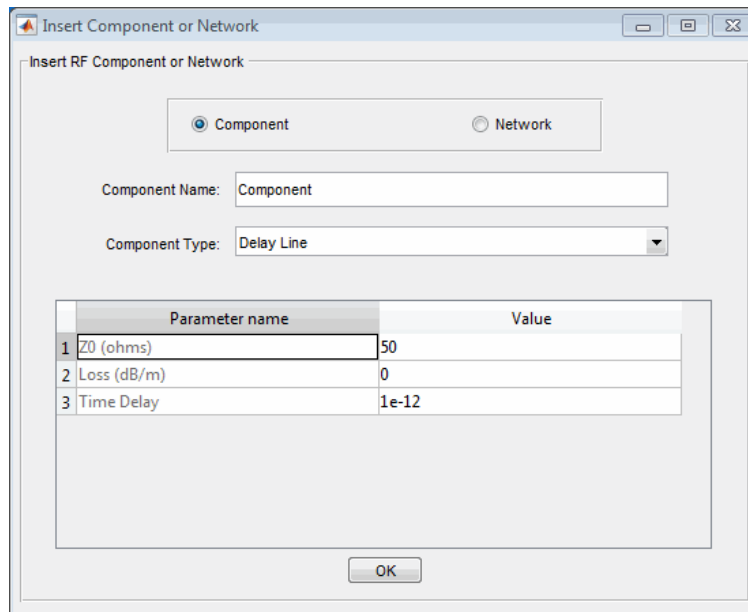 Insert Component or Network
Insert RF Component or Network
Component Network
Component Name: Component
Component Type: Delay Line
Parameter name Value
1 Z0 (ohms) 50
2 Loss (dB/m) 0
3 Time Delay 1e-12
OK